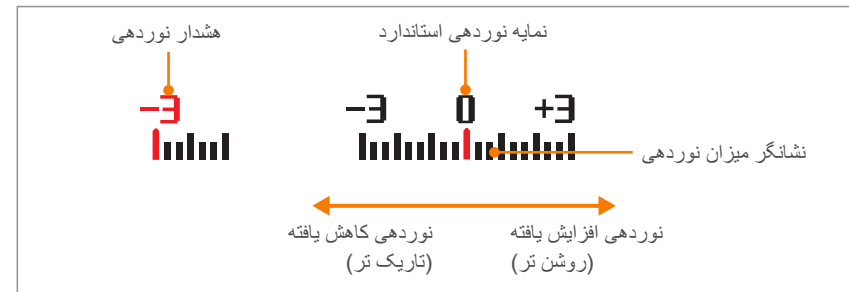 نمایه نوردهی استاندارد
هشدار نوردهی
-3 0 +3
-3
نشانگر میزان نوردهی
نوردهی افزایش یافته
(روشن تر)
نوردهی کاهش یافته
(تاریک تر)